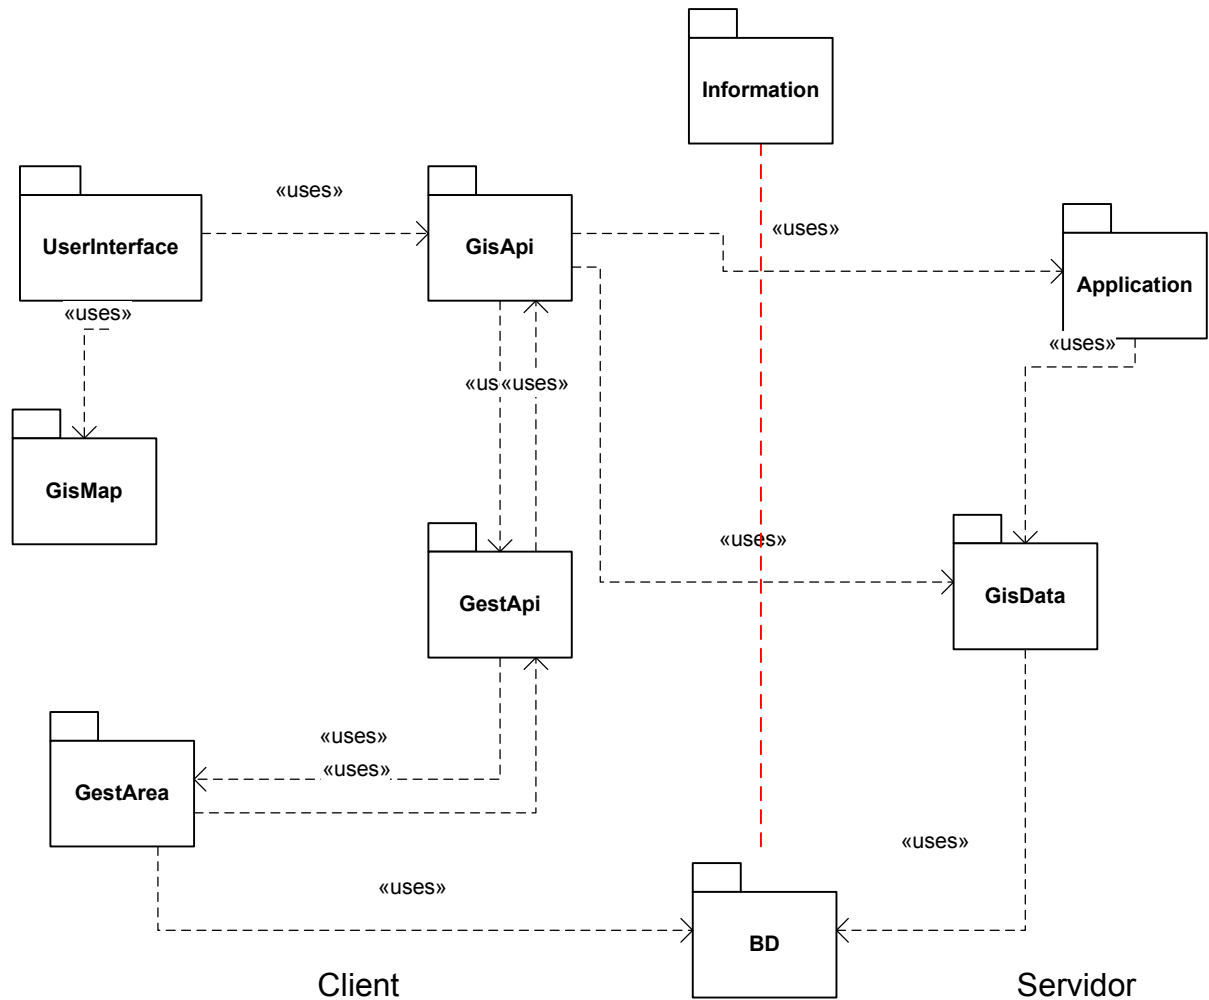 Information
«uses»
«uses»
UserInterface
GisApi
Application
«uses»
«uses»
«us
«uses»
GisMap
«uses»
GestApi
GisData
«uses»
«uses»
GestArea
«uses»
«uses»
BD
Client
Servidor